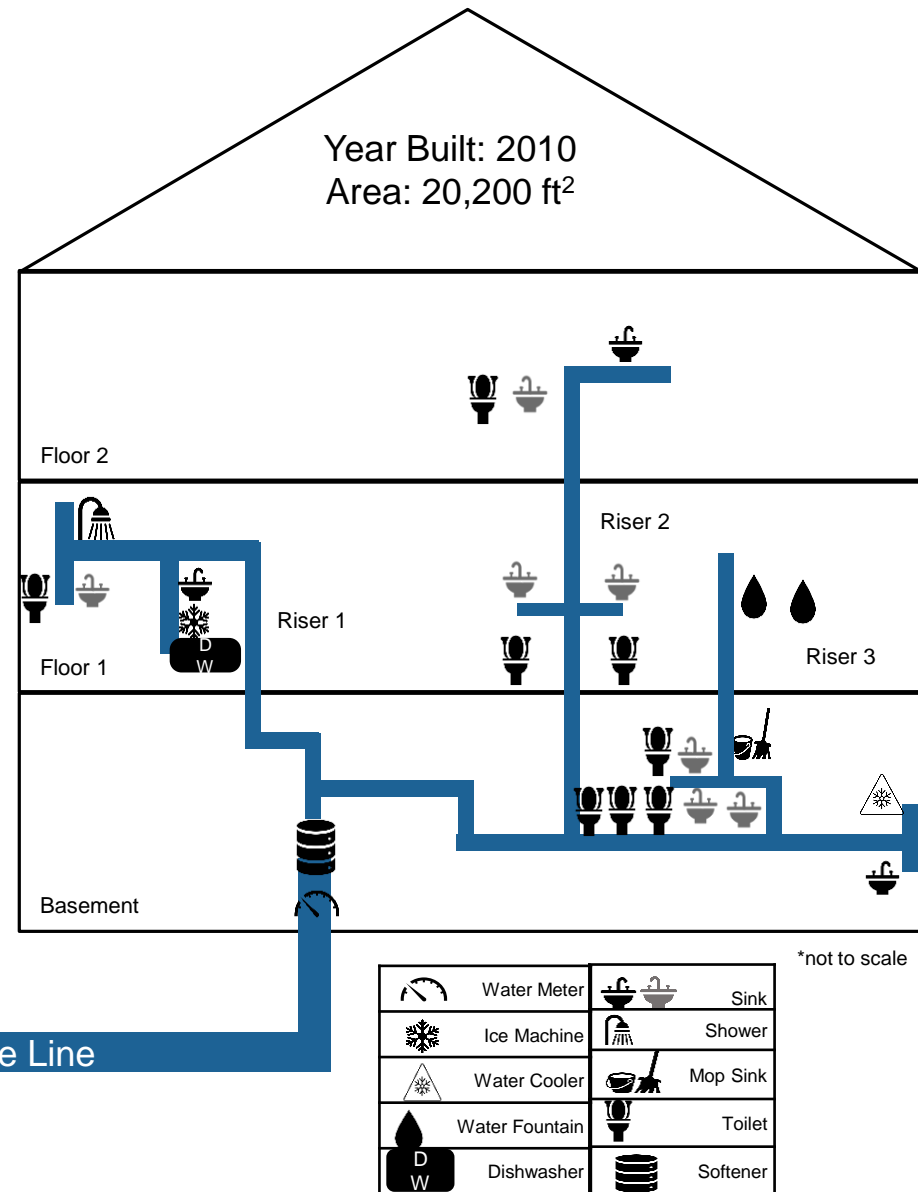 Year Built: 2010
Area: 20,200 ft²
Floor 2
Riser 2
Riser 1
D
W
Floor 1
Riser 3
Basement
*not to scale
e Line
Water Meter
Sink
Ice Machine
Shower
Water Cooler
Mop Sink
Water Fountain
Toilet
D
W
Dishwasher
Softener